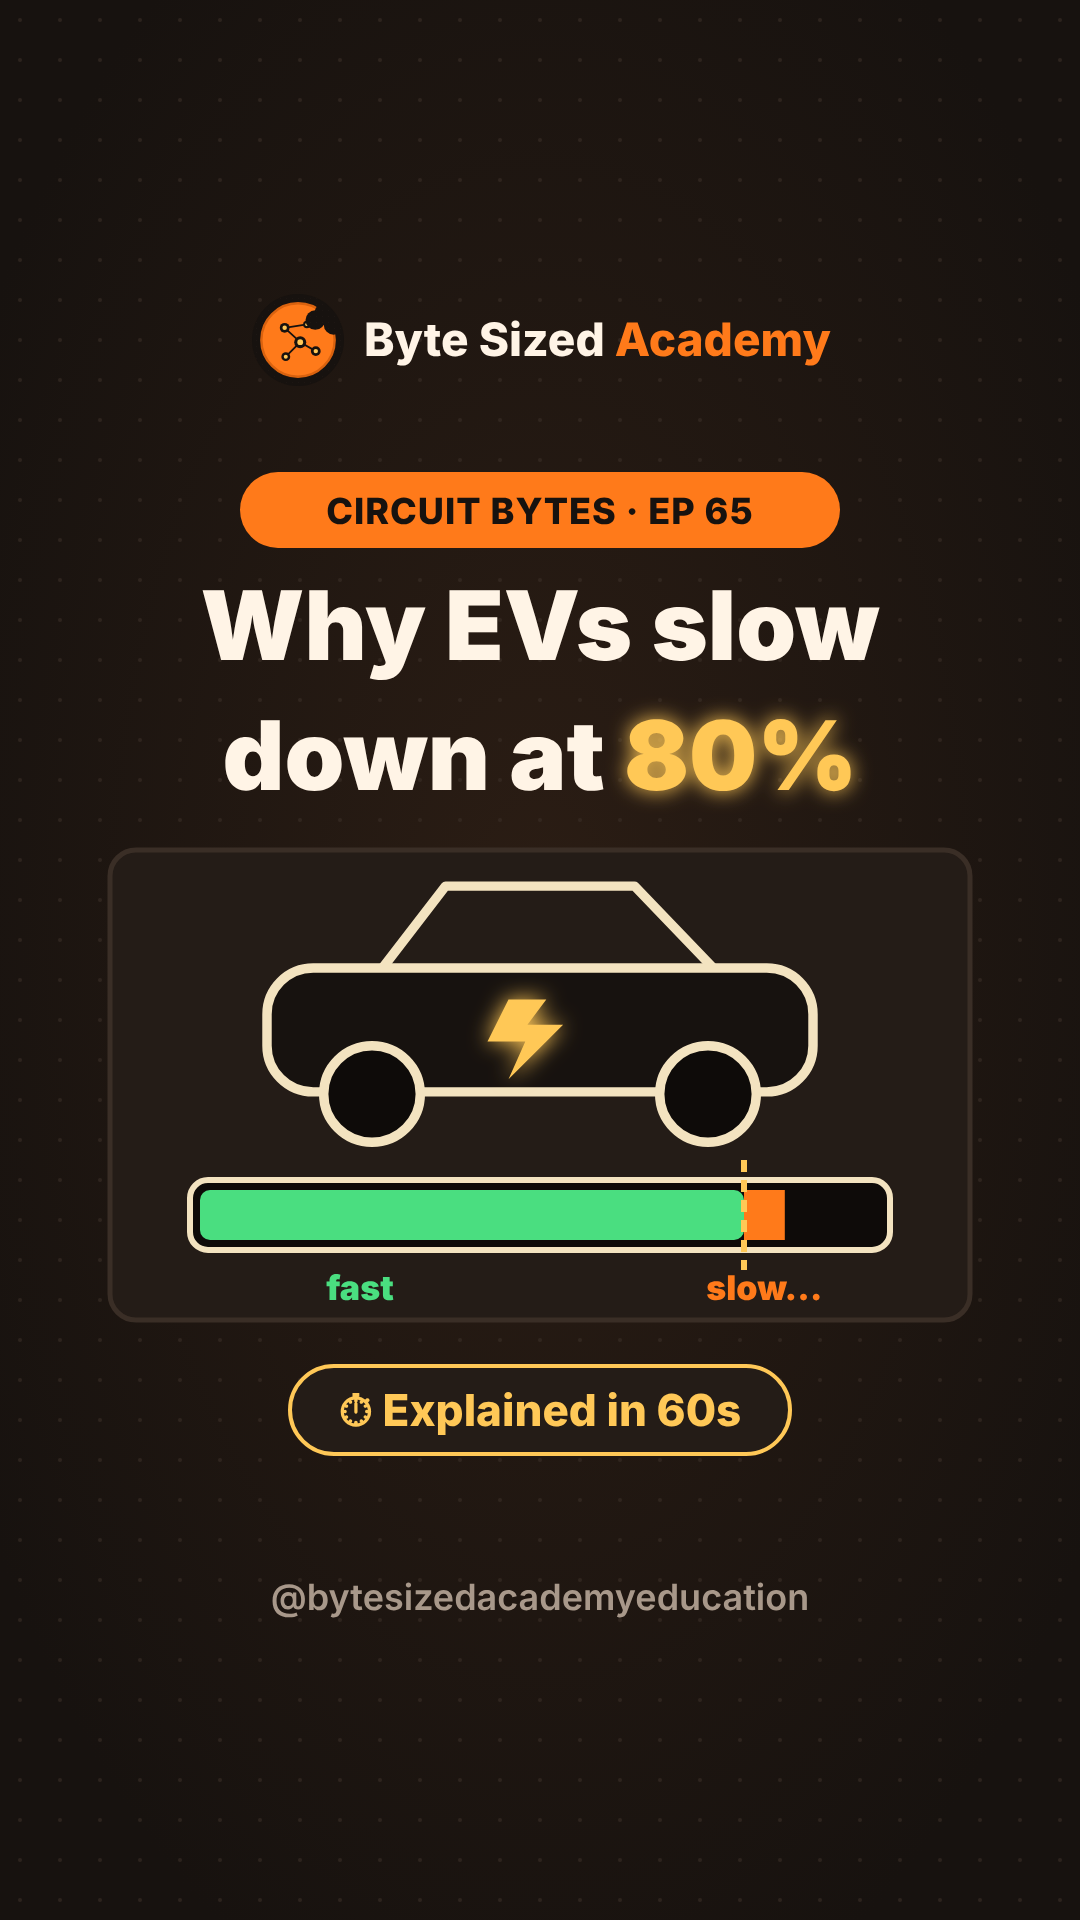 Byte Sized Academy
CIRCUIT BYTES · EP 65
Why EVs slow
down at 80%
fast
slow...
⏱ Explained in 60s
@bytesizedacademyeducation